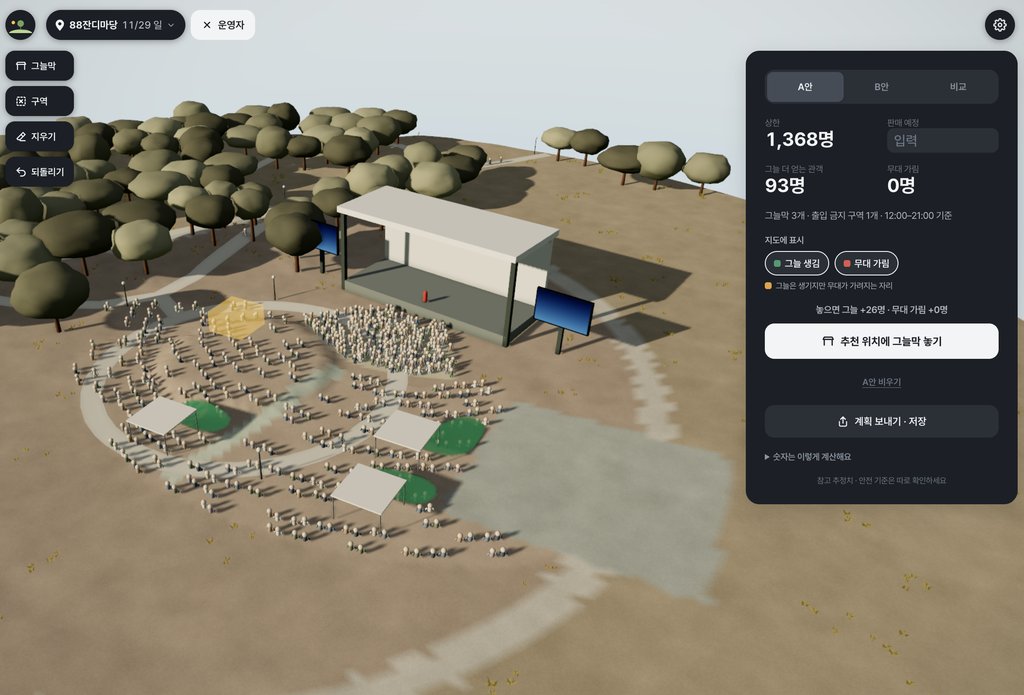 88잔디마당 11/29 일
운영자
그늘막
구역
지우기
되돌리기
A안
B안
비교
상한
판매 예정
1,368명
입력
그늘 더 얻는 관객
무대 가림
93명
0명
그늘막 3개 · 출입 금지 구역 1개 · 12:00–21:00 기준
지도에 표시
그늘 생김
무대 가림
그늘은 생기지만 무대가 가려지는 자리
놓으면 그늘 +26명 · 무대 가림 +0명
추천 위치에 그늘막 놓기
A안 비우기
계획 보내기 · 저장
숫자는 이렇게 계산해요
참고 추정치 · 안전 기준은 따로 확인하세요